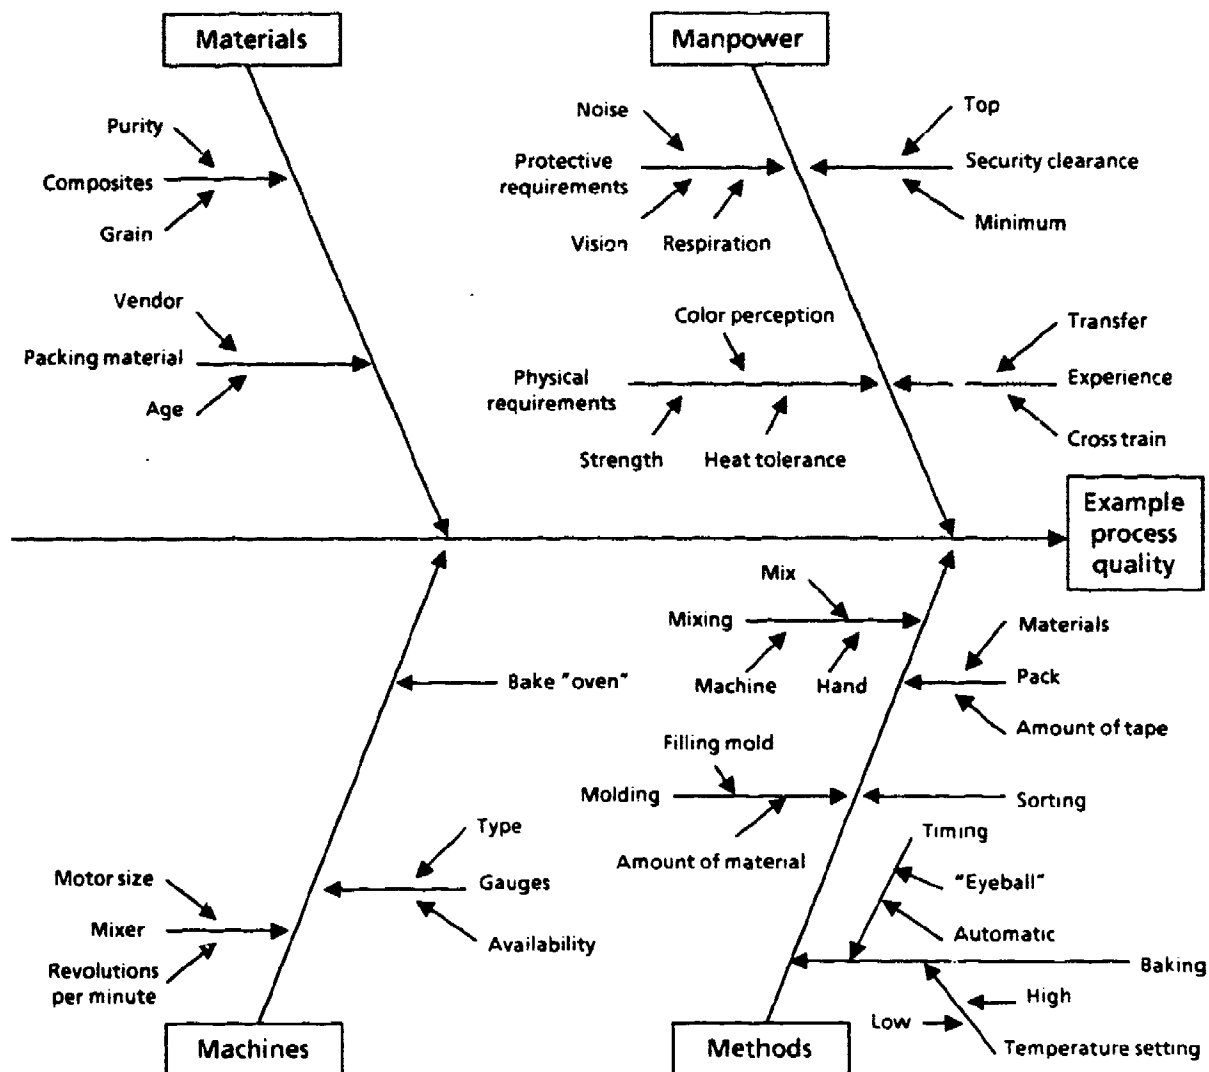 Materials
Manpower
Purity
Composites
Grain
Vendor
Packing material
Age
Noise
Protective
requirements
Vision
Respiration
Top
Security clearance
Minimum
Color perception
Physical
requirements
Strength
Heat tolerance
Transfer
Experience
Cross train
Example
process
quality
Bake "oven"
Type
Gauges
Availability
Motor size
Mixer
Revolutions
per minute
Machines
Mix
Mixing
Machine
Hand
Materials
Pack
Amount of tape
Filling mold
Molding
Amount of material
Sorting
Timing
"Eyeball"
Automatic
Baking
High
Low
Temperature setting
Methods